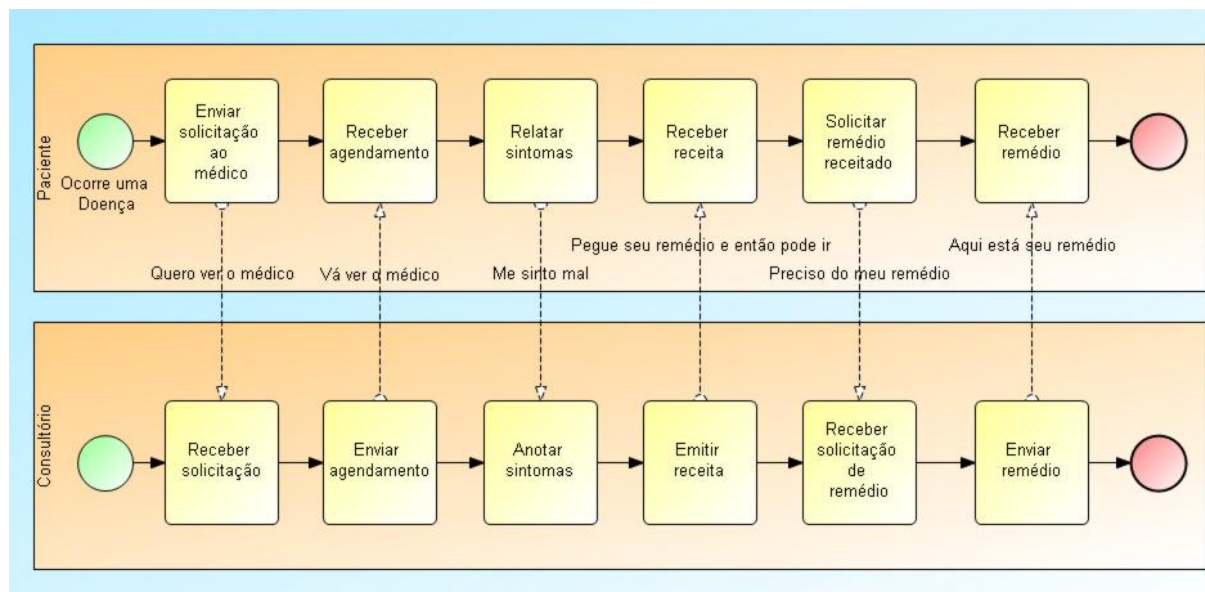 Paciente
Ocorre uma
Doença
Enviar
solicitação
ao
médico
Receber
agendamento
Relatar
sintomas
Receber
receita
Solicitar
remédio
receitado
Receber
remédio
Quero ver o médico
Vá ver o médico
Me sinto mal
Pegue seu remédio e então pode ir
Preciso do meu remédio
Aqui está seu remédio
Consultório
Receber
solicitação
Enviar
agendamento
Anotar
sintomas
Emitir
receita
Receber
solicitação
de
remédio
Enviar
remédio